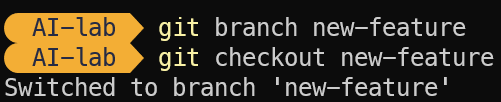 AI-lab git branch new-feature
AI-lab git checkout new-feature
Switched to branch 'new-feature'